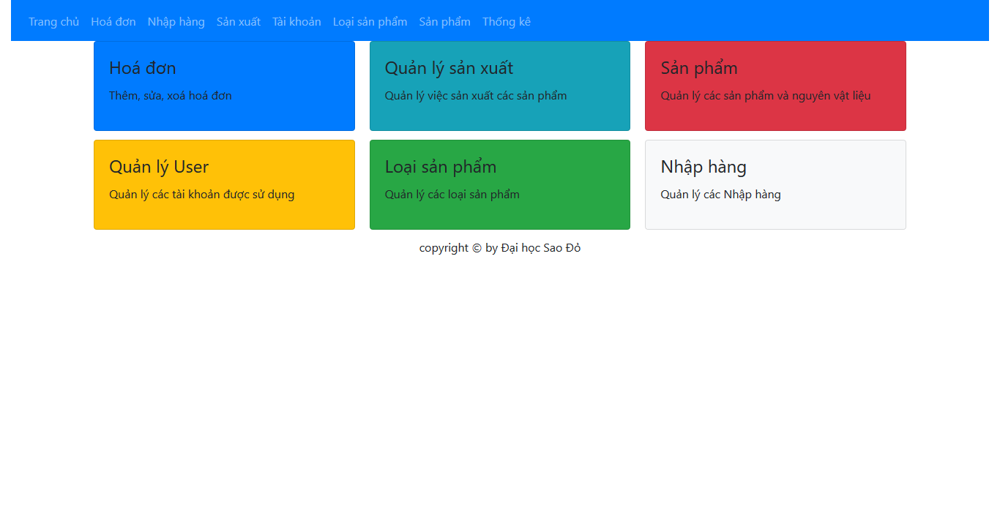 Trang chủ Hoá đơn Nhập hàng Sản xuất Tài khoản Loại sản phẩm Sản phẩm Thống kê
Hoá đơn
Thêm, sửa, xoá hoá đơn
Quản lý sản xuất
Quản lý việc sản xuất các sản phẩm
Sản phẩm
Quản lý các sản phẩm và nguyên vật liệu
Quản lý User
Quản lý các tài khoản được sử dụng
Loại sản phẩm
Quản lý các loại sản phẩm
Nhập hàng
Quản lý các Nhập hàng
copyright © by Đại học Sao Đỏ